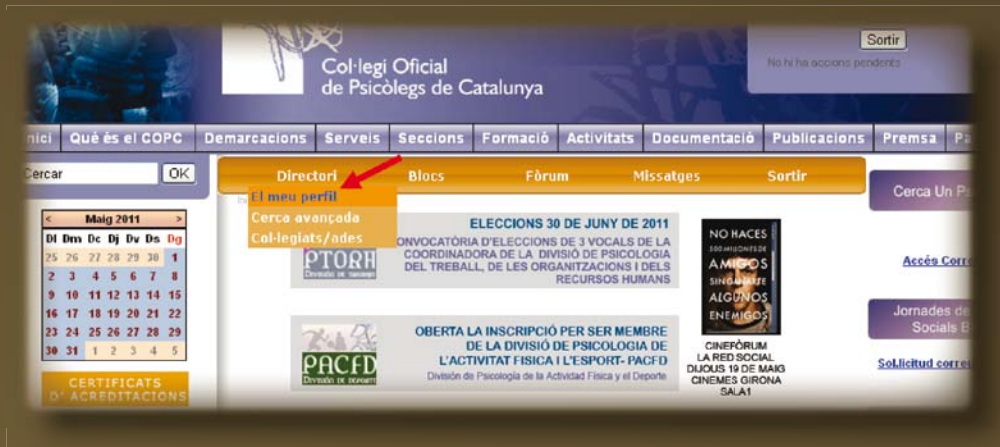 Sortir
Col·legi Oficial
de Psicòlegs de Catalunya
No hi ha accions pendents
Inici Què és el COPC Demarcacions Serveis Seccions Formació Activitats Documentació Publicacions Premsa
Cercar OK
Directori Blocs Fòrum Missatges Sortir
El meu perfil
Cerca avançada
Col·legiats/ades
Cerca Un
< Maig 2011 >
Dl Dm Dc Dj Dv Ds Dg
25 26 27 28 29 30 1
2 3 4 5 6 7 8
9 10 11 12 13 14 15
16 17 18 19 20 21 22
23 24 25 26 27 28 29
30 31 1 2 3 4 5
CERTIFICATS
D'ACREDITACIONS
PTORH
ELECCIONS 30 DE JUNY DE 2011
CONVOCATÒRIA D'ELECCIONS DE 3 VOCALS DE LA
COORDINADORA DE LA DIVISIÓ DE PSICOLOGIA
DEL TREBALL, DE LES ORGANITZACIONS I DELS
RECURSOS HUMANS
PACFD
División de deporte
OBERTA LA INSCRIPCIÓ PER SER MEMBRE
DE LA DIVISIÓ DE PSICOLOGIA DE
L'ACTIVITAT FISICA I L'ESPORT- PACFD
División de Psicología de la Actividad Física y el Deporte
NO HACES
500 MILLONES DE
AMIGOS
SIN GANARTE
ALGUNOS
ENEMIGOS
CINEFÒRUM
LA RED SOCIAL
DIJOUS 19 DE MAIG
CINEMES GIRONA
SALA1
Accés
Jornades de
Socials
Sol.licitud